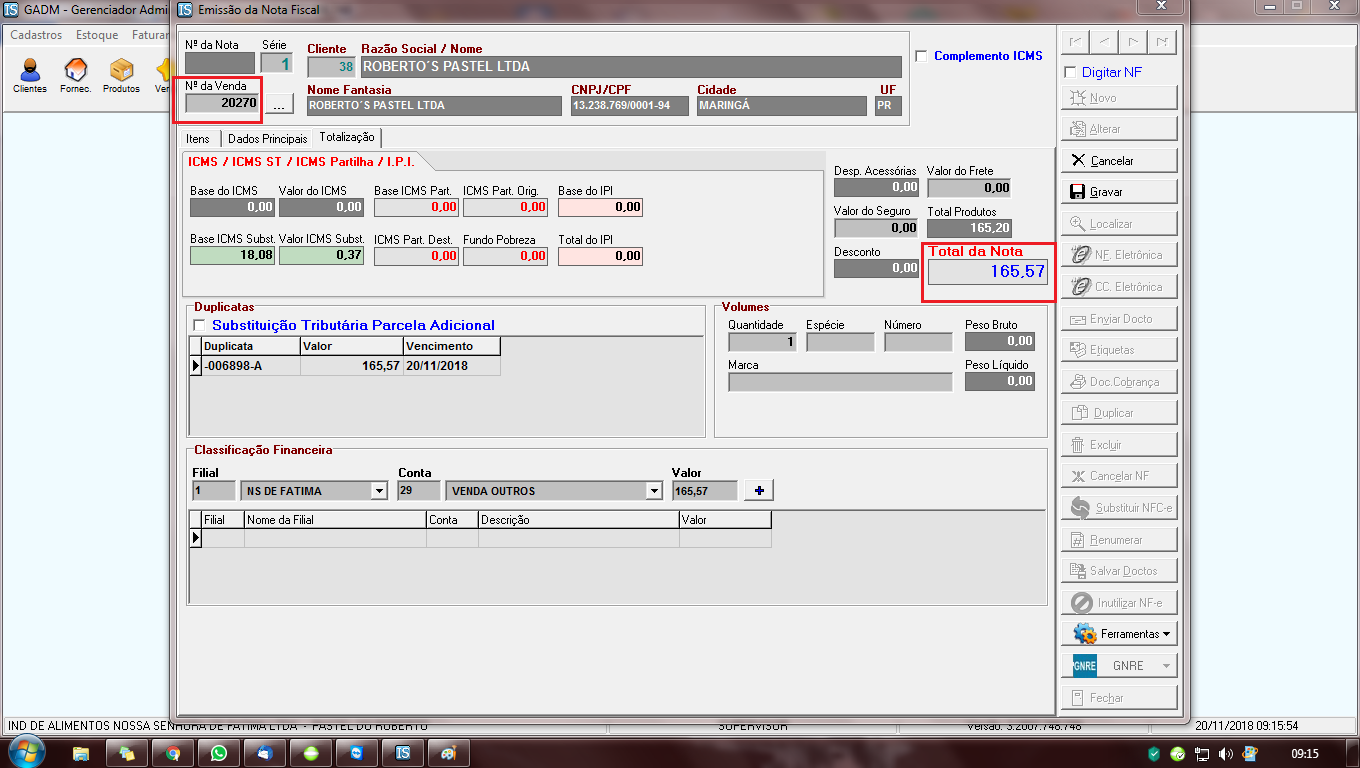 GADM - Gerenciador Admi
Emissão da Nota Fiscal
Cadastros Estoque Faturar
Clientes Fornec. Produtos
Nº da Nota Série Cliente Razão Social / Nome
1 38 ROBERTO´S PASTEL LTDA
Complemento ICMS
Nº da Venda Nome Fantasia CNPJ/CPF Cidade UF
20270 ... ROBERTO´S PASTEL LTDA 13.238.769/0001-94 MARINGÁ PR
Itens Dados Principais Totalização
ICMS / ICMS ST / ICMS Partilha / I.P.I.
Base do ICMS Valor do ICMS Base ICMS Part. ICMS Part. Orig. Base do IPI
0,00 0,00 0,00 0,00 0,00
Base ICMS Subst. Valor ICMS Subst. ICMS Part. Dest. Fundo Pobreza Total do IPI
18,08 0,37 0,00 0,00 0,00
Desp. Acessórias Valor do Frete
0,00 0,00
Valor do Seguro Total Produtos
0,00 165,20
Desconto Total da Nota
0,00 165,57
Duplicatas
Substituição Tributária Parcela Adicional
Duplicata Valor Vencimento
-006898-A 165,57 20/11/2018
Volumes
Quantidade Espécie Número Peso Bruto
1 0,00
Marca Peso Líquido
0,00
Classificação Financeira
Filial Conta Valor
1 NS DE FATIMA 29 VENDA OUTROS 165,57 +
Filial Nome da Filial Conta Descrição Valor
Digitar NF
Novo
Alterar
Cancelar
Gravar
Localizar
NF. Eletrônica
CC. Eletrônica
Enviar Docto
Etiquetas
Doc.Cobrança
Duplicar
Excluir
Cancelar NF
Substituir NFC-e
Renumerar
Salvar Doctos
Inutilizar NF-e
Ferramentas
GNRE GNRE
Fechar
IND DE ALIMENTOS NOSSA SENHORA DE FATIMA LTDA - PASTEL DO ROBERTO SUPERVISOR Versão: 3.2007.748.748 20/11/2018 09:15:54
IS 09:15